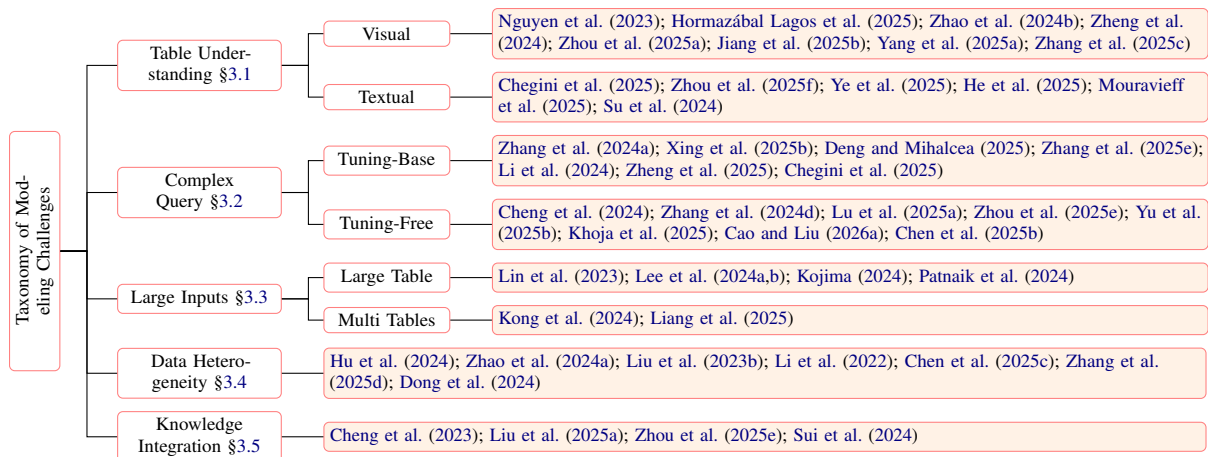 Taxonomy of Mod-
eling Challenges
Table Under-
standing §3.1
Visual
Nguyen et al. (2023); Hormazábal Lagos et al. (2025); Zhao et al. (2024b); Zheng et al.
(2024); Zhou et al. (2025a); Jiang et al. (2025b); Yang et al. (2025a); Zhang et al. (2025c)
Textual
Chegini et al. (2025); Zhou et al. (2025f); Ye et al. (2025); He et al. (2025); Mouravieff
et al. (2025); Su et al. (2024)
Complex
Query §3.2
Tuning-Base
Zhang et al. (2024a); Xing et al. (2025b); Deng and Mihalcea (2025); Zhang et al. (2025e);
Li et al. (2024); Zheng et al. (2025); Chegini et al. (2025)
Tuning-Free
Cheng et al. (2024); Zhang et al. (2024d); Lu et al. (2025a); Zhou et al. (2025e); Yu et al.
(2025b); Khoja et al. (2025); Cao and Liu (2026a); Chen et al. (2025b)
Large Inputs §3.3
Large Table
Lin et al. (2023); Lee et al. (2024a,b); Kojima (2024); Patnaik et al. (2024)
Multi Tables
Kong et al. (2024); Liang et al. (2025)
Data Hetero-
geneity §3.4
Hu et al. (2024); Zhao et al. (2024a); Liu et al. (2023b); Li et al. (2022); Chen et al. (2025c); Zhang et al.
(2025d); Dong et al. (2024)
Knowledge
Integration §3.5
Cheng et al. (2023); Liu et al. (2025a); Zhou et al. (2025e); Sui et al. (2024)